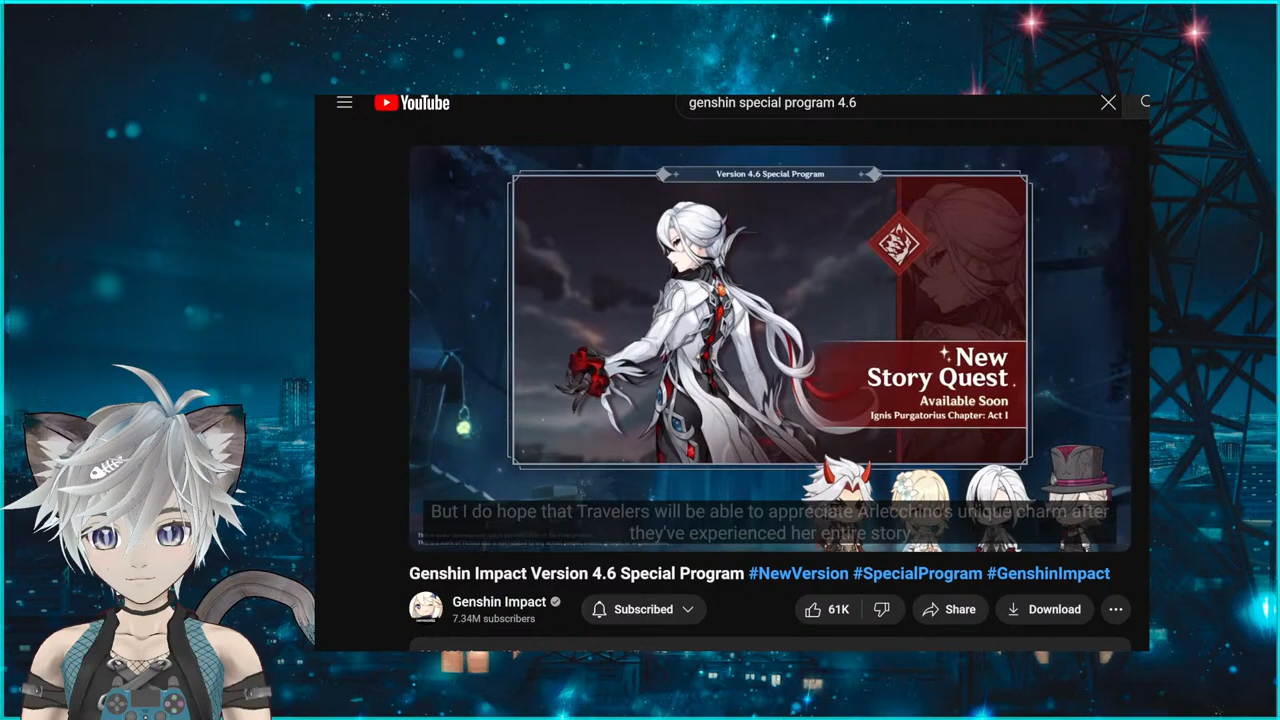 YouTube
genshin special program 4.6
Version 4.6 Special Program
New
Story Quest
Available Soon
Ignis Purgatorius Chapter: Act I
But I do hope that Travelers will be able to appreciate Arlecchino's unique charm after
they've experienced her entire story
Genshin Impact Version 4.6 Special Program #NewVersion #SpecialProgram #GenshinImpact
Genshin Impact
7.34M subscribers
Subscribed
61K
Share
Download